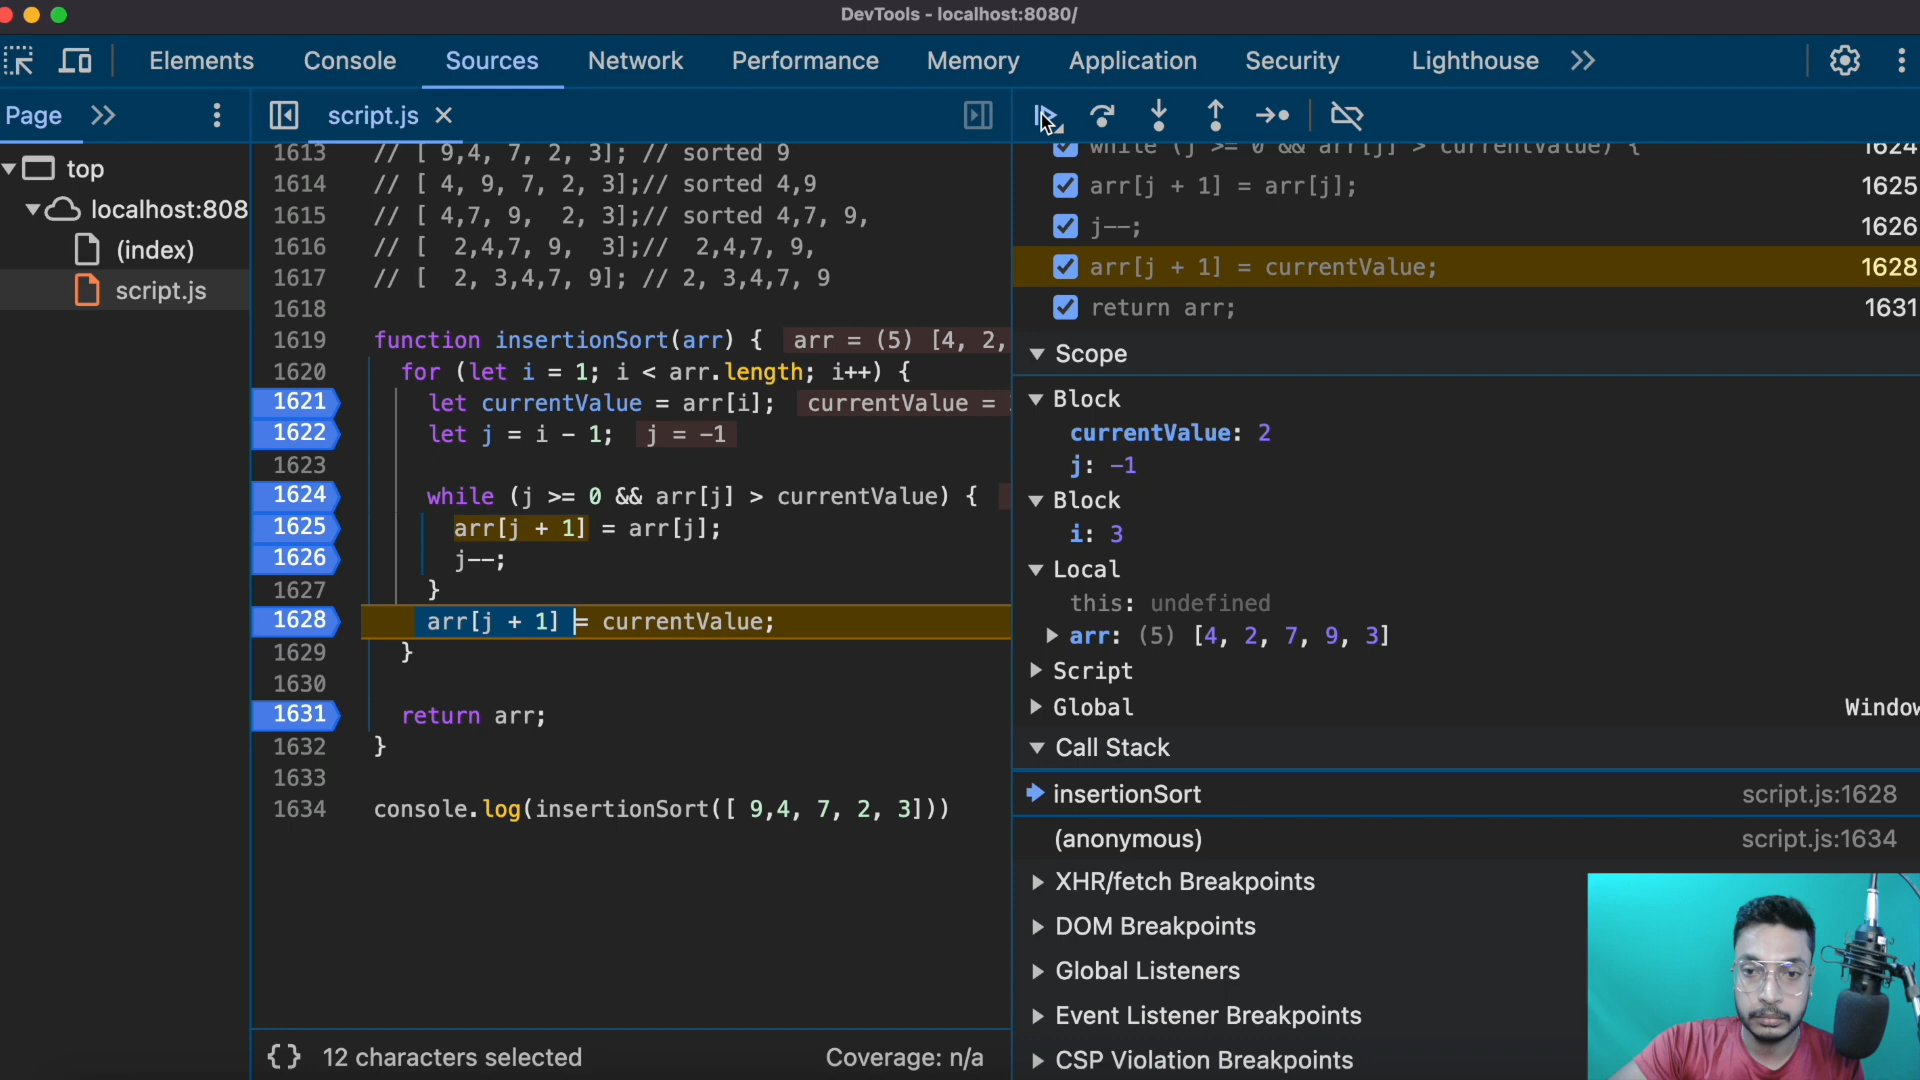 DevTools - localhost:8080/
Elements Console Sources Network Performance Memory Application Security Lighthouse
Page
script.js
top
localhost:808
(index)
script.js
1613 // [ 9,4, 7, 2, 3]; // sorted 9
1614 // [ 4, 9, 7, 2, 3];// sorted 4,9
1615 // [ 4,7, 9,  2, 3];// sorted 4,7, 9,
1616 // [  2,4,7, 9,  3];//  2,4,7, 9,
1617 // [  2, 3,4,7, 9]; // 2, 3,4,7, 9
1618
1619 function insertionSort(arr) { arr = (5) [4, 2,
1620 for (let i = 1; i < arr.length; i++) {
1621 let currentValue = arr[i]; currentValue =
1622 let j = i - 1; j = -1
1623
1624 while (j >= 0 && arr[j] > currentValue) {
1625 arr[j + 1] = arr[j];
1626 j--;
1627 }
1628 arr[j + 1] = currentValue;
1629 }
1630
1631 return arr;
1632 }
1633
1634 console.log(insertionSort([ 9,4, 7, 2, 3]))
{} 12 characters selected Coverage: n/a
while (j >= 0 && arr[j] > currentValue) { 1624
arr[j + 1] = arr[j]; 1625
j--; 1626
arr[j + 1] = currentValue; 1628
return arr; 1631
Scope
Block
currentValue: 2
j: -1
Block
i: 3
Local
this: undefined
arr: (5) [4, 2, 7, 9, 3]
Script
Global Window
Call Stack
insertionSort script.js:1628
(anonymous) script.js:1634
XHR/fetch Breakpoints
DOM Breakpoints
Global Listeners
Event Listener Breakpoints
CSP Violation Breakpoints